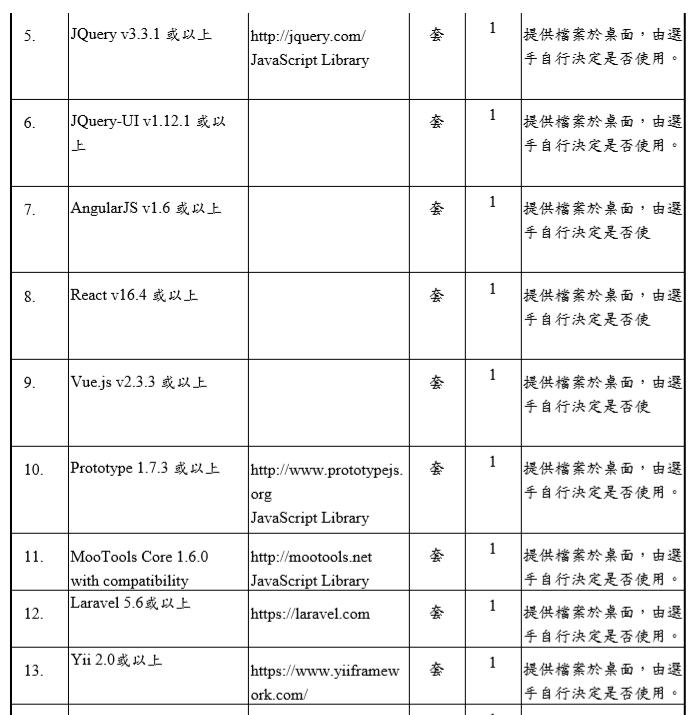 5.
JQuery v3.3.1 或以上
http://jquery.com/
JavaScript Library
套
1
提供檔案於桌面，由選
手自行決定是否使用。
6.
JQuery-UI v1.12.1 或以
上
套
1
提供檔案於桌面，由選
手自行決定是否使用。
7.
AngularJS v1.6 或以上
套
1
提供檔案於桌面，由選
手自行決定是否使
8.
React v16.4 或以上
套
1
提供檔案於桌面，由選
手自行決定是否使
9.
Vue.js v2.3.3 或以上
套
1
提供檔案於桌面，由選
手自行決定是否使
10.
Prototype 1.7.3 或以上
http://www.prototypejs.
org
JavaScript Library
套
1
提供檔案於桌面，由選
手自行決定是否使用。
11.
MooTools Core 1.6.0
with compatibility
http://mootools.net
JavaScript Library
套
1
提供檔案於桌面，由選
手自行決定是否使用。
12.
Laravel 5.6或以上
https://laravel.com
套
1
提供檔案於桌面，由選
手自行決定是否使用。
13.
Yii 2.0或以上
https://www.yiiframew
ork.com/
套
1
提供檔案於桌面，由選
手自行決定是否使用。